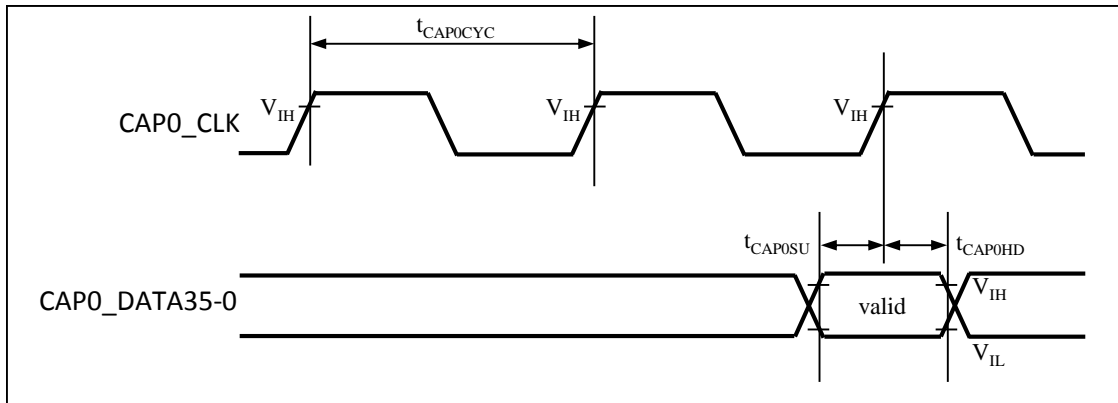 tCAP0CYC
VIH
VIH
VIH
CAP0_CLK
tCAP0SU
tCAP0HD
CAP0_DATA35-0
valid
VIH
VIL